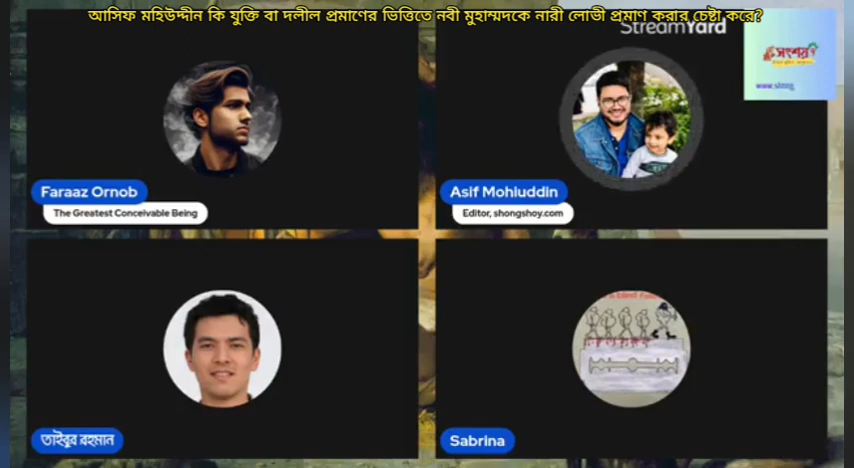 আসিফ মহিউদ্দীন কি যুক্তি বা দলীল প্রমাণের ভিত্তিতে নবী মুহাম্মদকে নারী লোভী প্রমাণ করার চেষ্টা করে?
StreamYard
সংশয়
Faraaz Ornob
The Greatest Conceivable Being
Asif Mohiuddin
Editor, shongshoy.com
তাইবুর রহমান
Sabrina